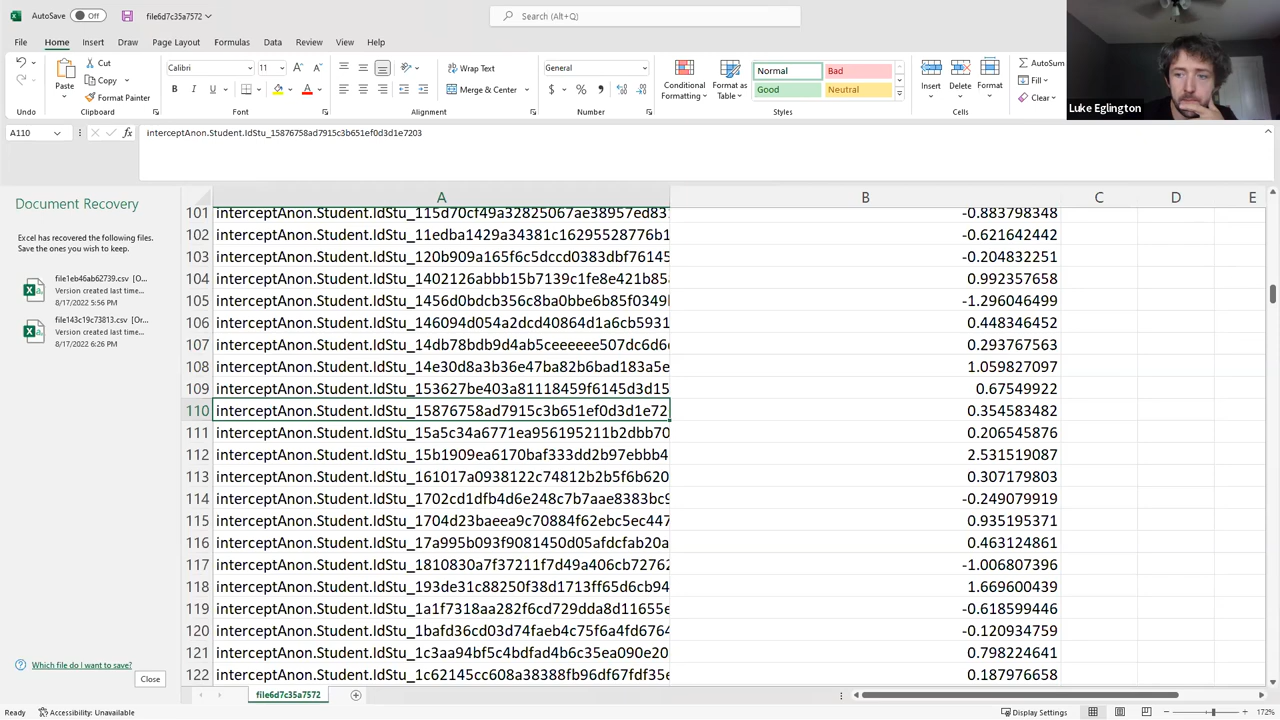 AutoSave Off file6d7c35a7572 Search (Alt+Q)
File Home Insert Draw Page Layout Formulas Data Review View Help
Paste Cut Copy Format Painter Clipboard
Calibri 11 B I U A Font
Wrap Text Merge & Center Alignment
General $ % Number
Conditional Formatting Format as Table Normal Bad Good Neutral Styles
Insert Delete Format Cells
AutoSum Fill Clear
Luke Eglington
A110 fx interceptAnon.Student.IdStu_15876758ad7915c3b651ef0d3d1e7203
Document Recovery
Excel has recovered the following files.
Save the ones you wish to keep.
file1eb46ab62739.csv [O...
Version created last time...
8/17/2022 5:56 PM
file143c19c73813.csv [Or...
Version created last time...
8/17/2022 6:26 PM
Which file do I want to save?
Close
A B C D E
101 interceptAnon.Student.IdStu_115d70cf49a32825067ae38957ed83 -0.883798348
102 interceptAnon.Student.IdStu_11edba1429a34381c16295528776b1 -0.621642442
103 interceptAnon.Student.IdStu_120b909a165f6c5dccd0383dbf76145 -0.204832251
104 interceptAnon.Student.IdStu_1402126abbb15b7139c1fe8e421b85 0.992357658
105 interceptAnon.Student.IdStu_1456d0bdcb356c8ba0bbe6b85f0349 -1.296046499
106 interceptAnon.Student.IdStu_146094d054a2dcd40864d1a6cb5931 0.448346452
107 interceptAnon.Student.IdStu_14db78bdb9d4ab5ceeeeee507dc6d6 0.293767563
108 interceptAnon.Student.IdStu_14e30d8a3b36e47ba82b6bad183a5e 1.059827097
109 interceptAnon.Student.IdStu_153627be403a81118459f6145d3d15 0.67549922
110 interceptAnon.Student.IdStu_15876758ad7915c3b651ef0d3d1e72 0.354583482
111 interceptAnon.Student.IdStu_15a5c34a6771ea956195211b2dbb70 0.206545876
112 interceptAnon.Student.IdStu_15b1909ea6170baf333dd2b97ebbb4 2.531519087
113 interceptAnon.Student.IdStu_161017a0938122c74812b2b5f6b620 0.307179803
114 interceptAnon.Student.IdStu_1702cd1dfb4d6e248c7b7aae8383bc9 -0.249079919
115 interceptAnon.Student.IdStu_1704d23baeea9c70884f62ebc5ec447 0.935195371
116 interceptAnon.Student.IdStu_17a995b093f9081450d05afdcfab20a 0.463124861
117 interceptAnon.Student.IdStu_1810830a7f37211f7d49a406cb72762 -1.006807396
118 interceptAnon.Student.IdStu_193de31c88250f38d1713ff65d6cb94 1.669600439
119 interceptAnon.Student.IdStu_1a1f7318aa282f6cd729dda8d11655e -0.618599446
120 interceptAnon.Student.IdStu_1bafd36cd03d74faeb4c75f6a4fd6764 -0.120934759
121 interceptAnon.Student.IdStu_1c3aa94bf5c4bdfad4b6c35ea090e20 0.798224641
122 interceptAnon.Student.IdStu_1c62145cc608a38388fb96df67fdf35e 0.187976658
file6d7c35a7572
Ready Accessibility: Unavailable Display Settings 172%